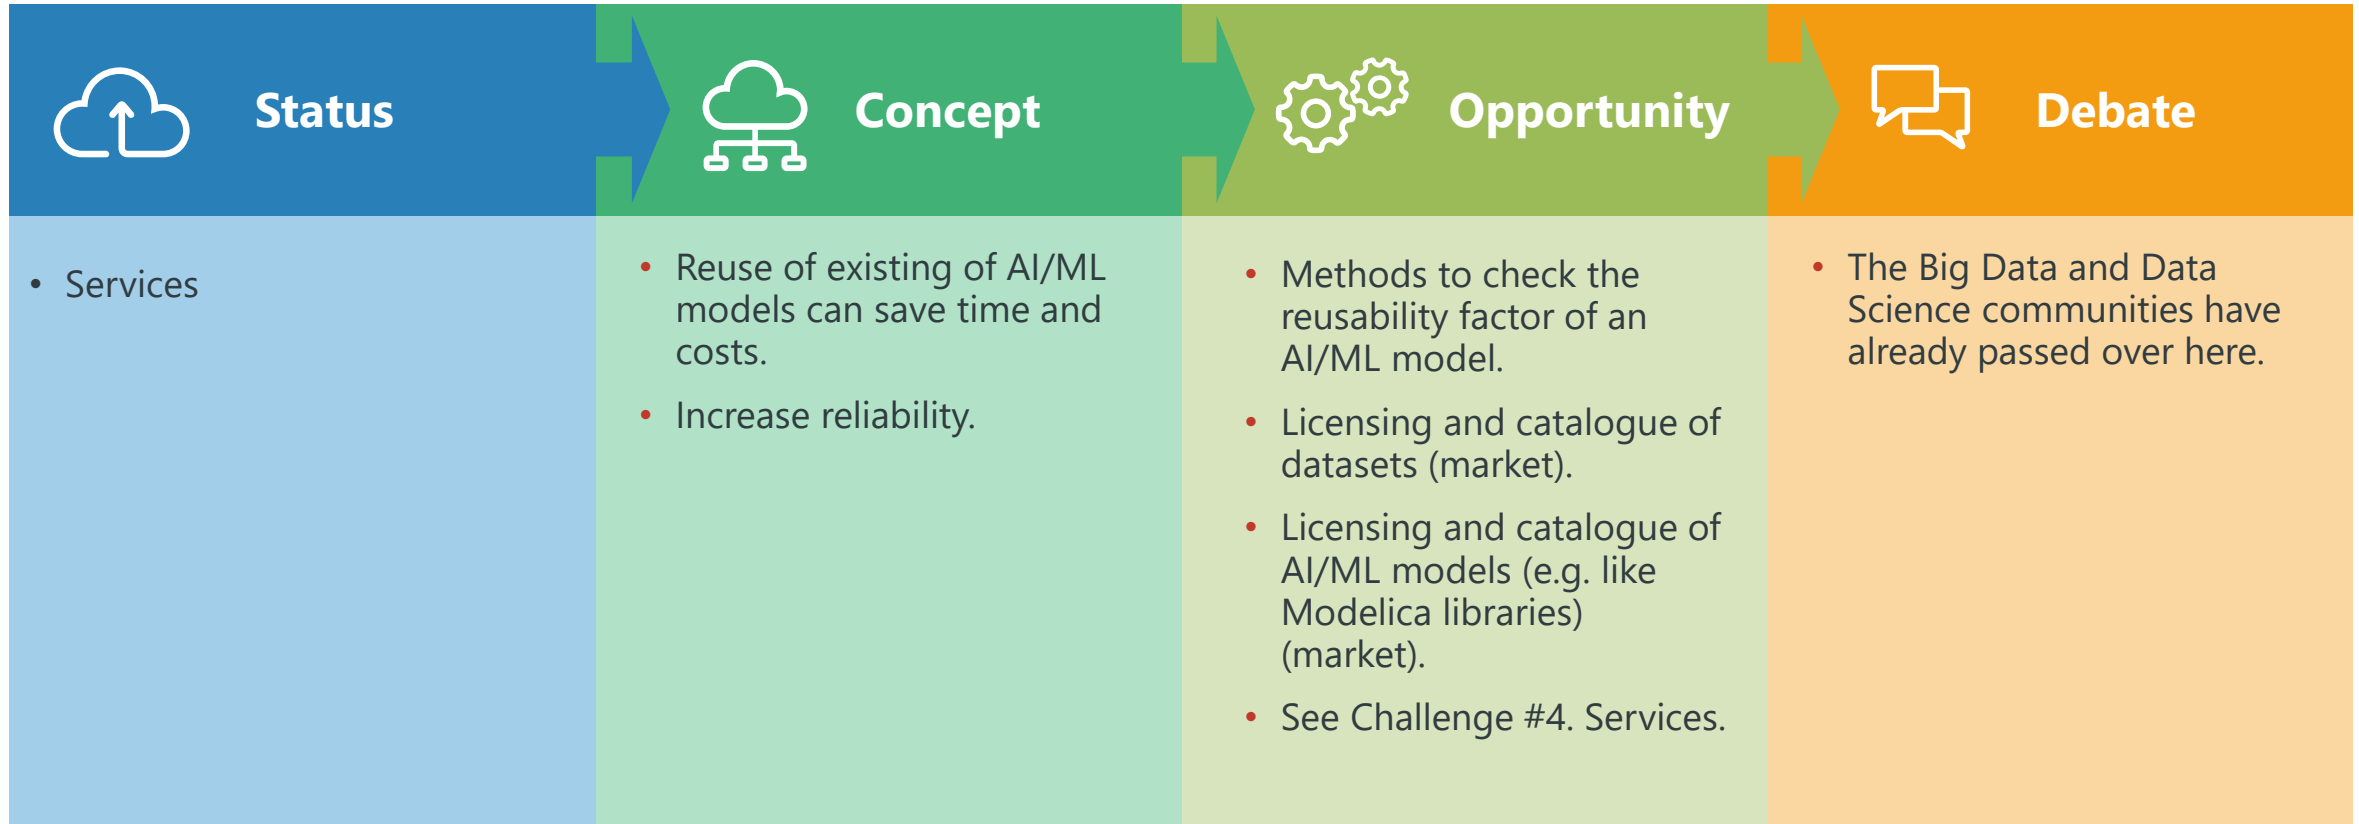 Status
Concept
Opportunity
Debate
• Services
• Reuse of existing of AI/ML
models can save time and
costs.
• Increase reliability.
• Methods to check the
reusability factor of an
AI/ML model.
• Licensing and catalogue of
datasets (market).
• Licensing and catalogue of
AI/ML models (e.g. like
Modelica libraries)
(market).
• See Challenge #4. Services.
• The Big Data and Data
Science communities have
already passed over here.